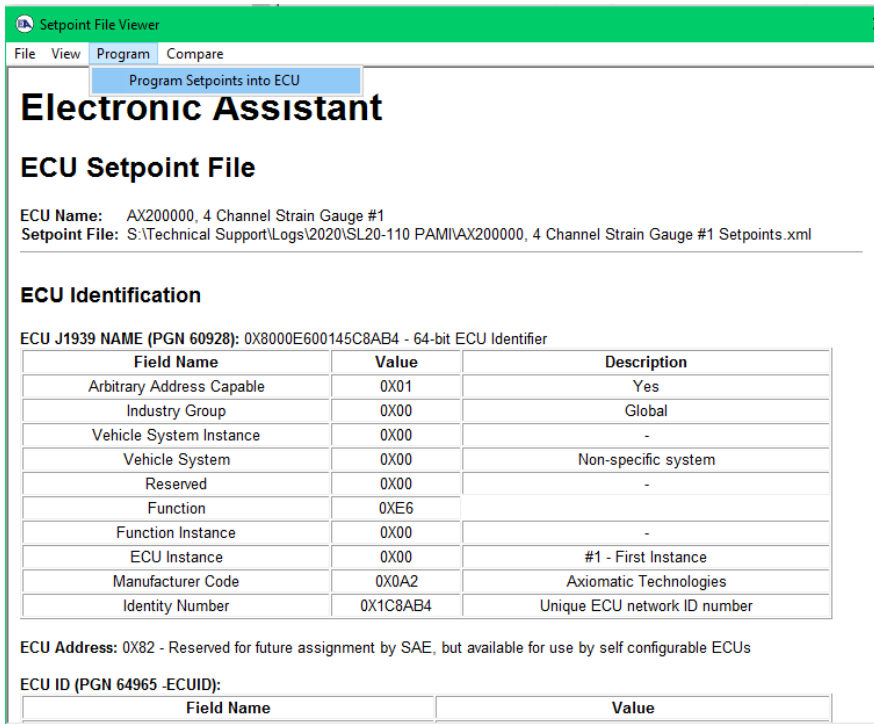 Setpoint File Viewer
File View Program Compare
Program Setpoints into ECU
Electronic Assistant
ECU Setpoint File
ECU Name: AX200000, 4 Channel Strain Gauge #1
Setpoint File: S:\Technical Support\Logs\2020\SL20-110 PAMI\AX200000, 4 Channel Strain Gauge #1 Setpoints.xml
ECU Identification
ECU J1939 NAME (PGN 60928): 0X8000E600145C8AB4 - 64-bit ECU Identifier
Field Name Value Description
Arbitrary Address Capable 0X01 Yes
Industry Group 0X00 Global
Vehicle System Instance 0X00 -
Vehicle System 0X00 Non-specific system
Reserved 0X00 -
Function 0XE6
Function Instance 0X00 -
ECU Instance 0X00 #1 - First Instance
Manufacturer Code 0X0A2 Axiomatic Technologies
Identity Number 0X1C8AB4 Unique ECU network ID number
ECU Address: 0X82 - Reserved for future assignment by SAE, but available for use by self configurable ECUs
ECU ID (PGN 64965 -ECUID):
Field Name Value